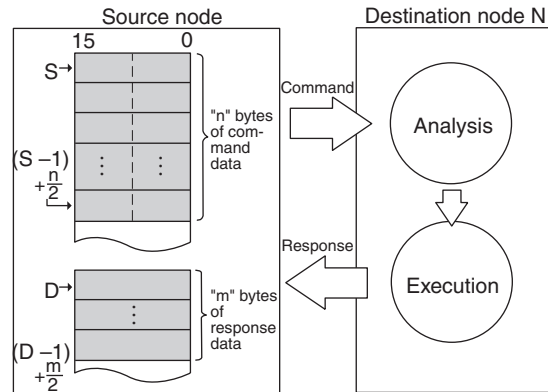 Source node
Destination node N
15 0
S
(S –1)
+ n/2
"n" bytes
of com-
mand
data
Command
Analysis
Response
Execution
D
(D –1)
+ m/2
"m" bytes
of
response
data